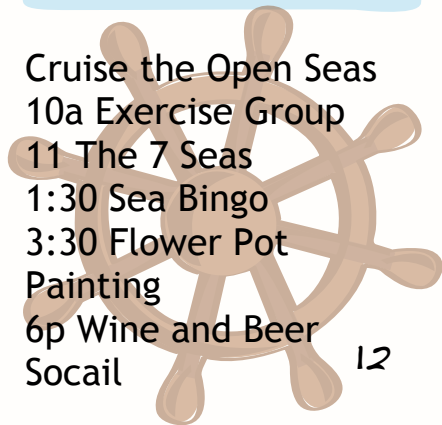 Cruise the Open Seas
10a Exercise Group
11 The 7 Seas
1:30 Sea Bingo
3:30 Flower Pot
Painting
6p Wine and Beer
Socail
12